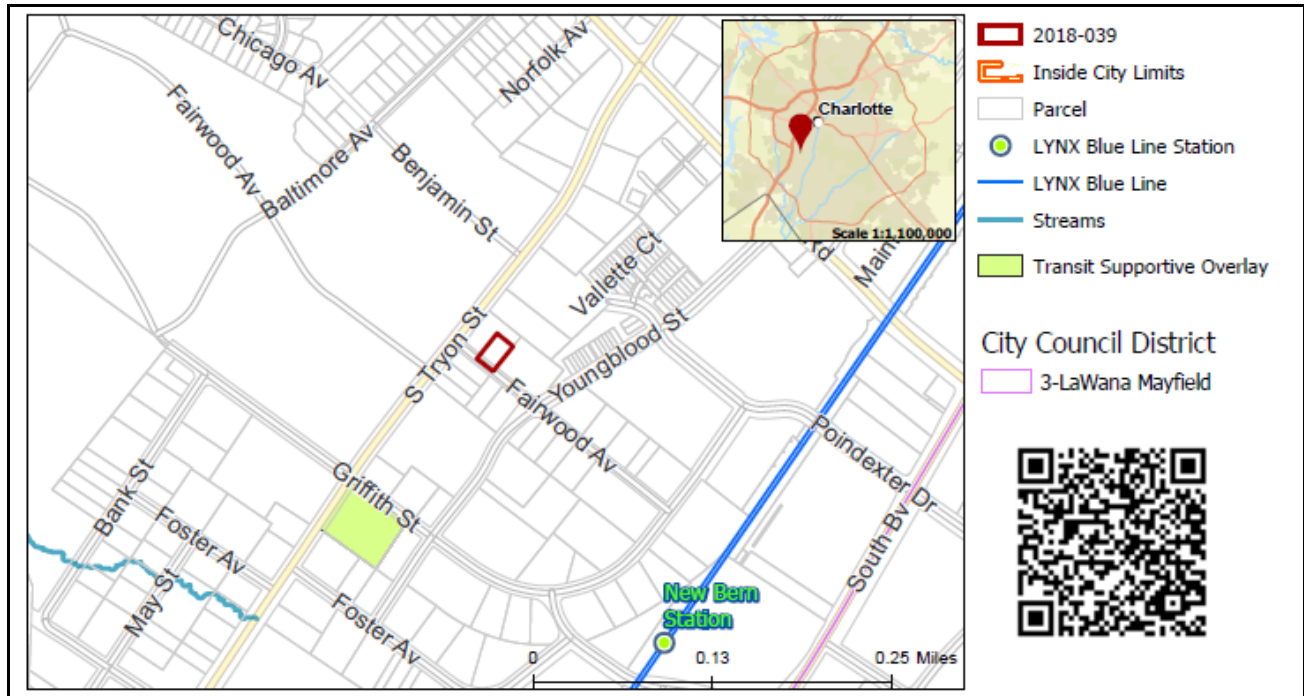 Chicago Av
Norfolk Av
Fairwood Av
Baltimore Av
Benjamin St
Charlotte
Scale 1:1,100,000
Rd
Main
Vallette Ct
S Tryon St
Youngblood St
Fairwood Av
Poindexter Dr
Griffith St
Bank St
Foster Av
May St
Foster Av
South Bv
New Bern
Station
0 0.13 0.25 Miles
2018-039
Inside City Limits
Parcel
LYNX Blue Line Station
LYNX Blue Line
Streams
Transit Supportive Overlay
City Council District
3-LaWana Mayfield